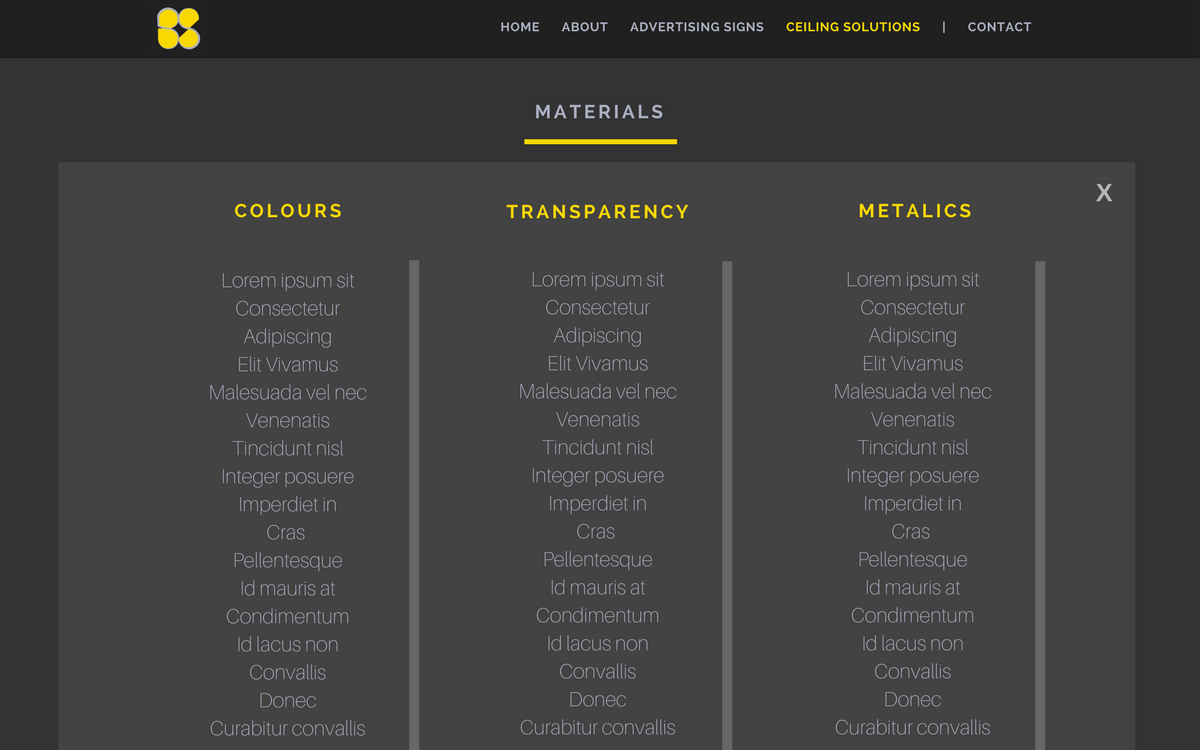 HOME ABOUT ADVERTISING SIGNS CEILING SOLUTIONS | CONTACT
MATERIALS
X
COLOURS
Lorem ipsum sit
Consectetur
Adipiscing
Elit Vivamus
Malesuada vel nec
Venenatis
Tincidunt nisl
Integer posuere
Imperdiet in
Cras
Pellentesque
Id mauris at
Condimentum
Id lacus non
Convallis
Donec
Curabitur convallis
TRANSPARENCY
Lorem ipsum sit
Consectetur
Adipiscing
Elit Vivamus
Malesuada vel nec
Venenatis
Tincidunt nisl
Integer posuere
Imperdiet in
Cras
Pellentesque
Id mauris at
Condimentum
Id lacus non
Convallis
Donec
Curabitur convallis
METALICS
Lorem ipsum sit
Consectetur
Adipiscing
Elit Vivamus
Malesuada vel nec
Venenatis
Tincidunt nisl
Integer posuere
Imperdiet in
Cras
Pellentesque
Id mauris at
Condimentum
Id lacus non
Convallis
Donec
Curabitur convallis